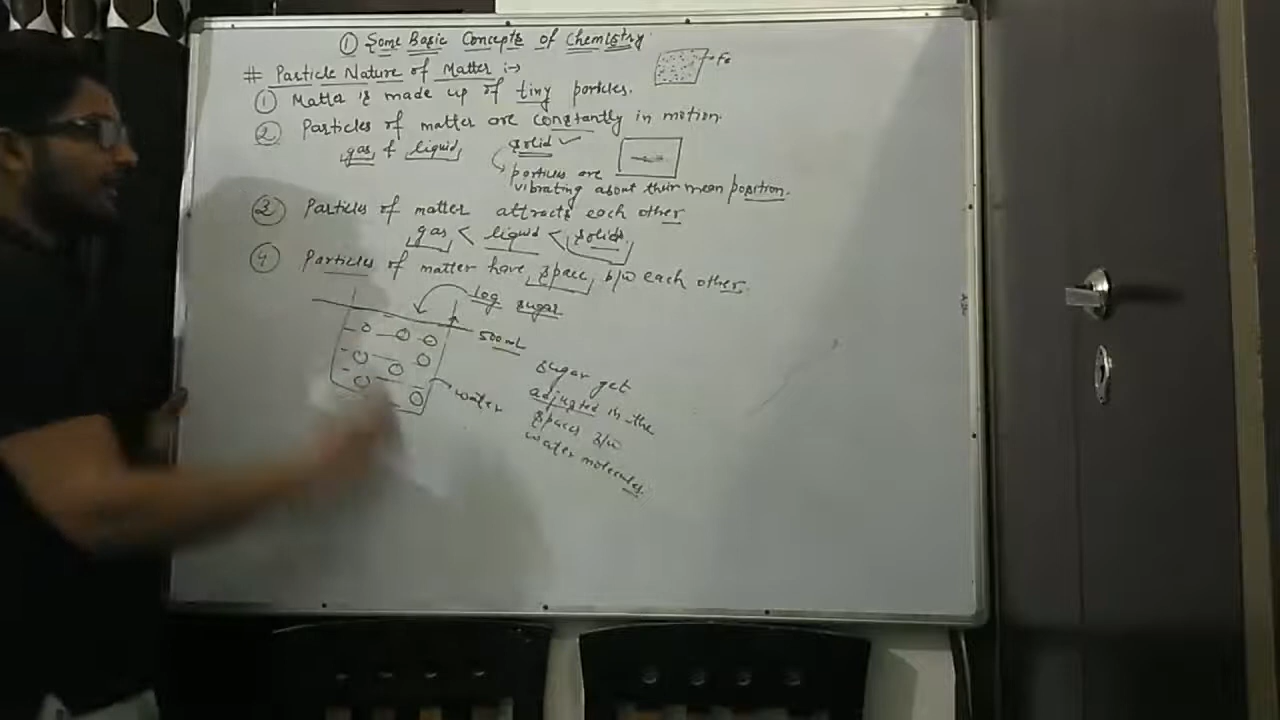 ① Some Basic Concepts of Chemistry
# Particle Nature of Matter :→
Fe
① Matter is made up of tiny particles.
② Particles of matter are constantly in motion.
gas & liquid solid ✓
particles are
vibrating about their mean position.
③ Particles of matter attracts each other
gas < liquid < solids
④ Particles of matter have space b/w each other.
10g sugar
500mL
water
sugar get
adjusted in the
spaces b/w
water molecules.